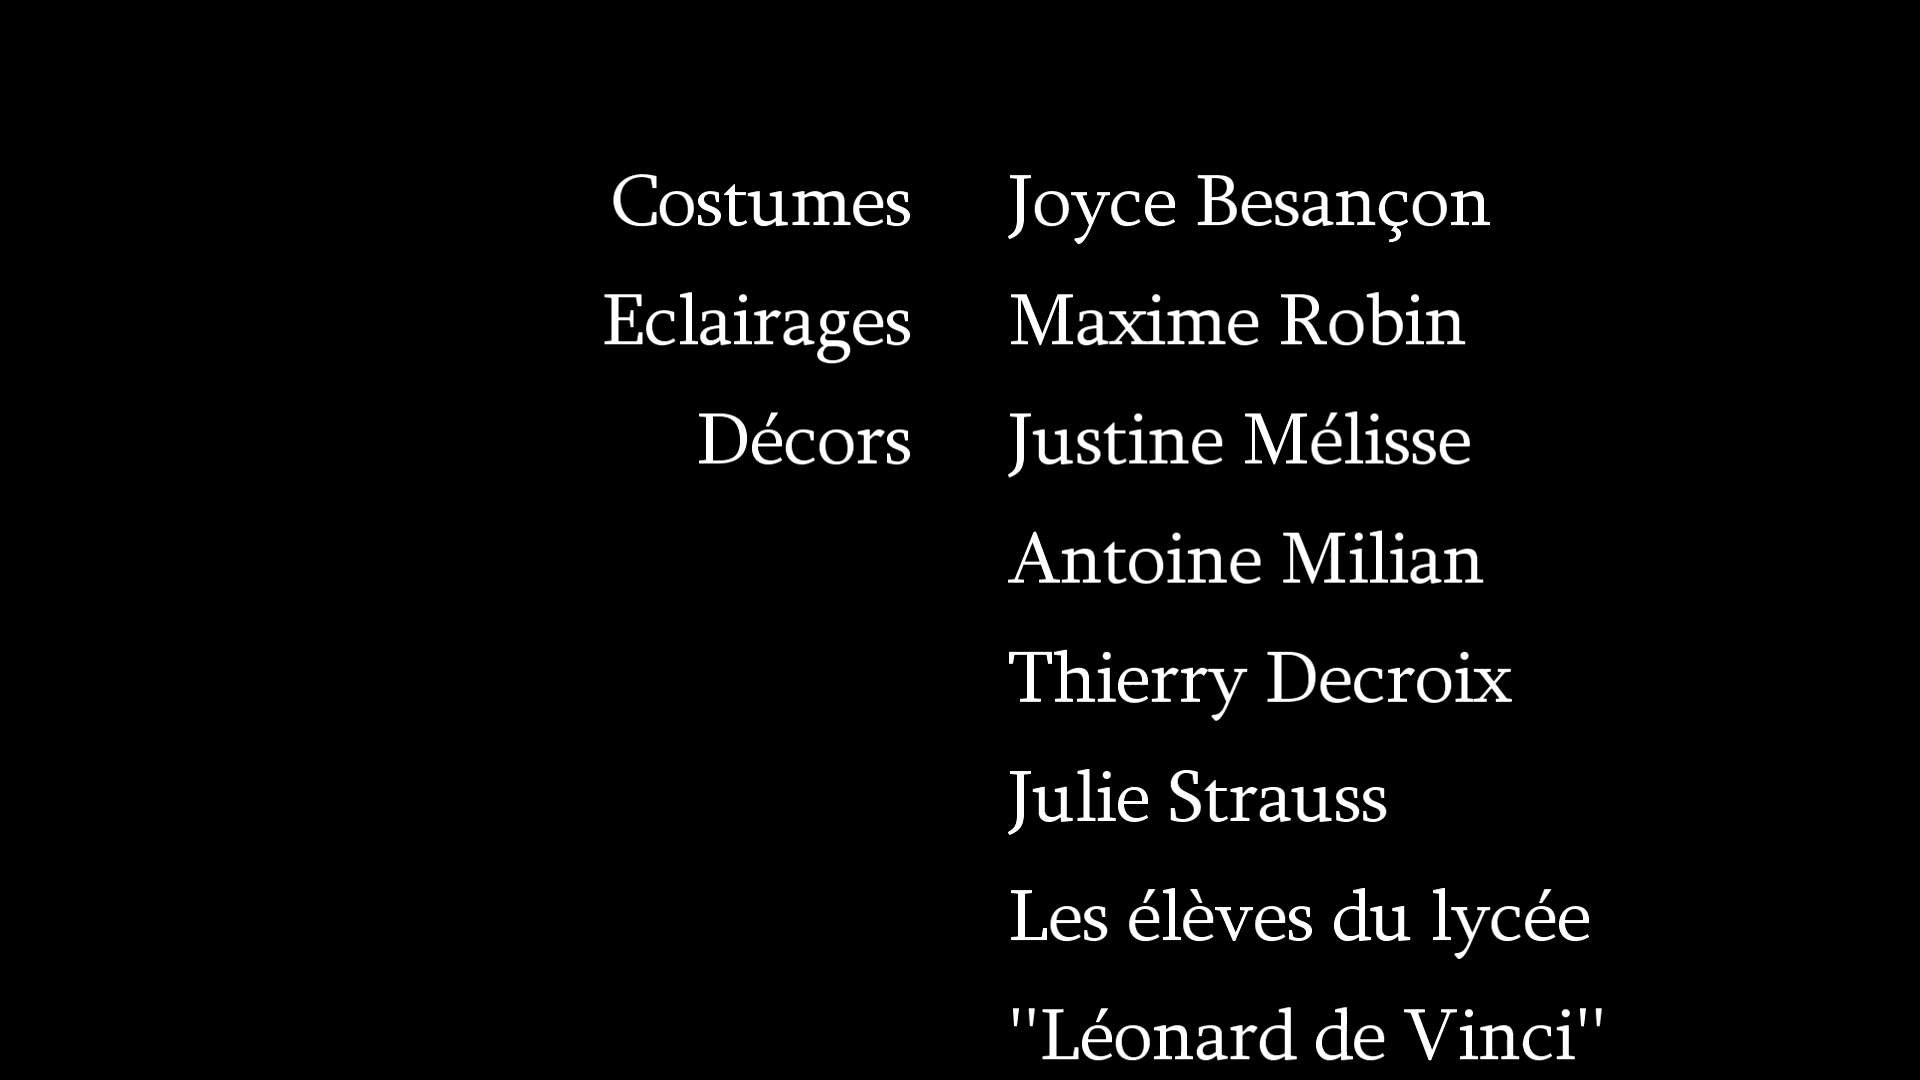 Costumes Joyce Besançon
Eclairages Maxime Robin
Décors Justine Mélisse
Antoine Milian
Thierry Decroix
Julie Strauss
Les élèves du lycée
"Léonard de Vinci"